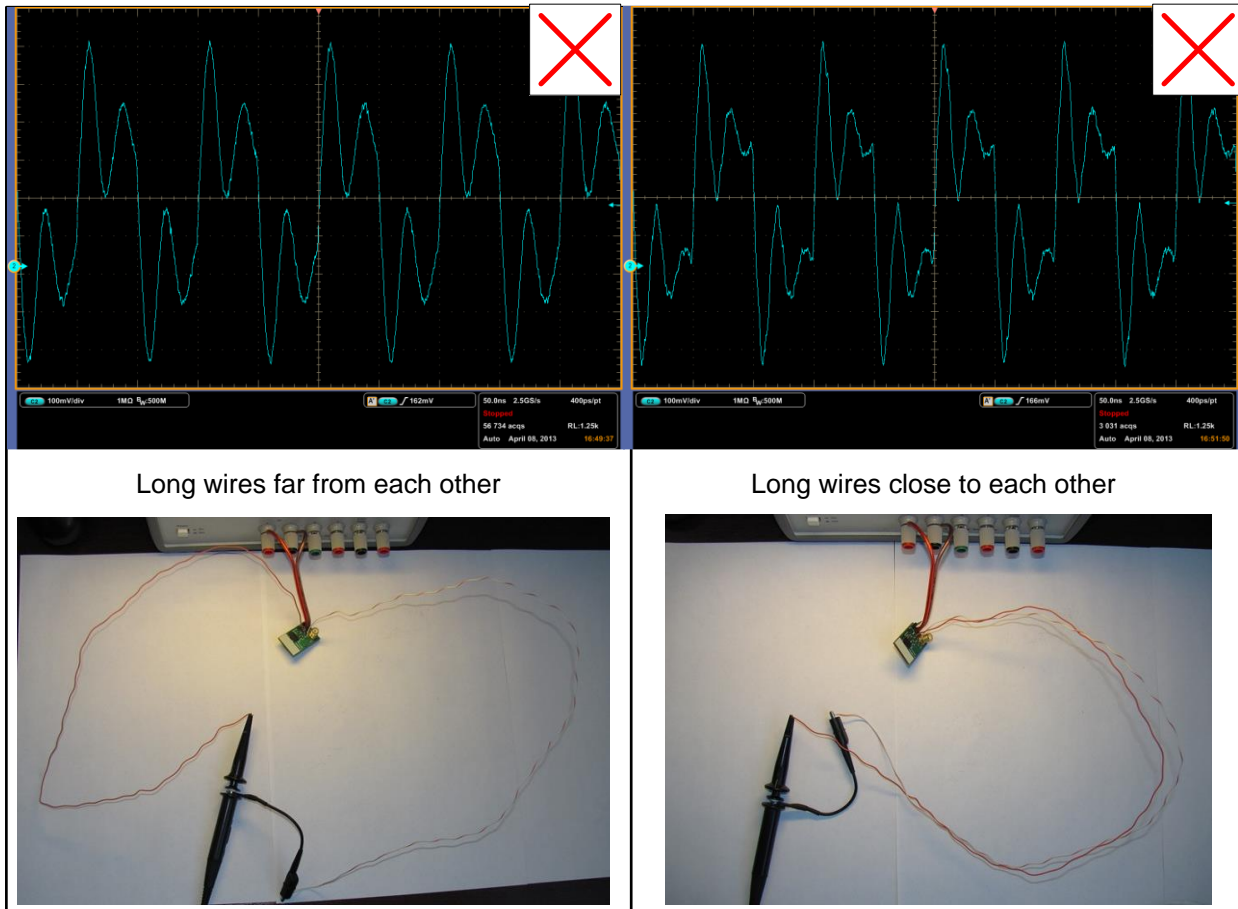 C2 100mV/div 1MΩ BW:500M
A' C2 162mV
50.0ns 2.5GS/s 400ps/pt
Stopped
56 734 acqs RL:1.25k
Auto April 08, 2013 16:49:37
C2 100mV/div 1MΩ BW:500M
A' C2 166mV
50.0ns 2.5GS/s 400ps/pt
Stopped
3 031 acqs RL:1.25k
Auto April 08, 2013 16:51:50
Long wires far from each other
Long wires close to each other